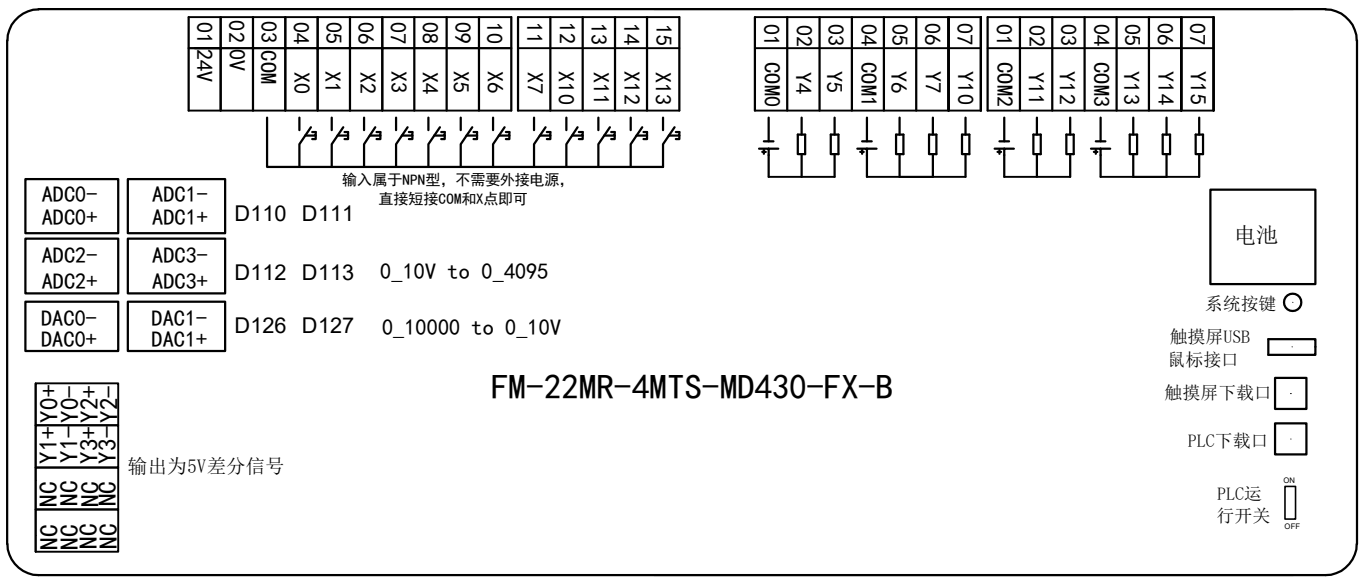 01 02 03 04 05 06 07 08 09 10 11 12 13 14 15
24V 0V COM X0 X1 X2 X3 X4 X5 X6 X7 X10 X11 X12 X13
01 02 03 04 05 06 07 01 02 03 04 05 06 07
COM0 Y4 Y5 COM1 Y6 Y7 Y10 COM2 Y11 Y12 COM3 Y13 Y14 Y15
输入属于NPN型，不需要外接电源，
直接短接COM和X点即可
ADC0- ADC1-
ADC0+ ADC1+ D110 D111
ADC2- ADC3-
ADC2+ ADC3+ D112 D113 0_10V to 0_4095
DAC0- DAC1-
DAC0+ DAC1+ D126 D127 0_10000 to 0_10V
电池
系统按键
触摸屏USB
鼠标接口
触摸屏下载口
PLC下载口
PLC运
行开关
ON
OFF
FM-22MR-4MTS-MD430-FX-B
Y0+ Y0- Y2+ Y2-
Y1+ Y1- Y3+ Y3-
NC NC NC NC
NC NC NC NC
输出为5V差分信号